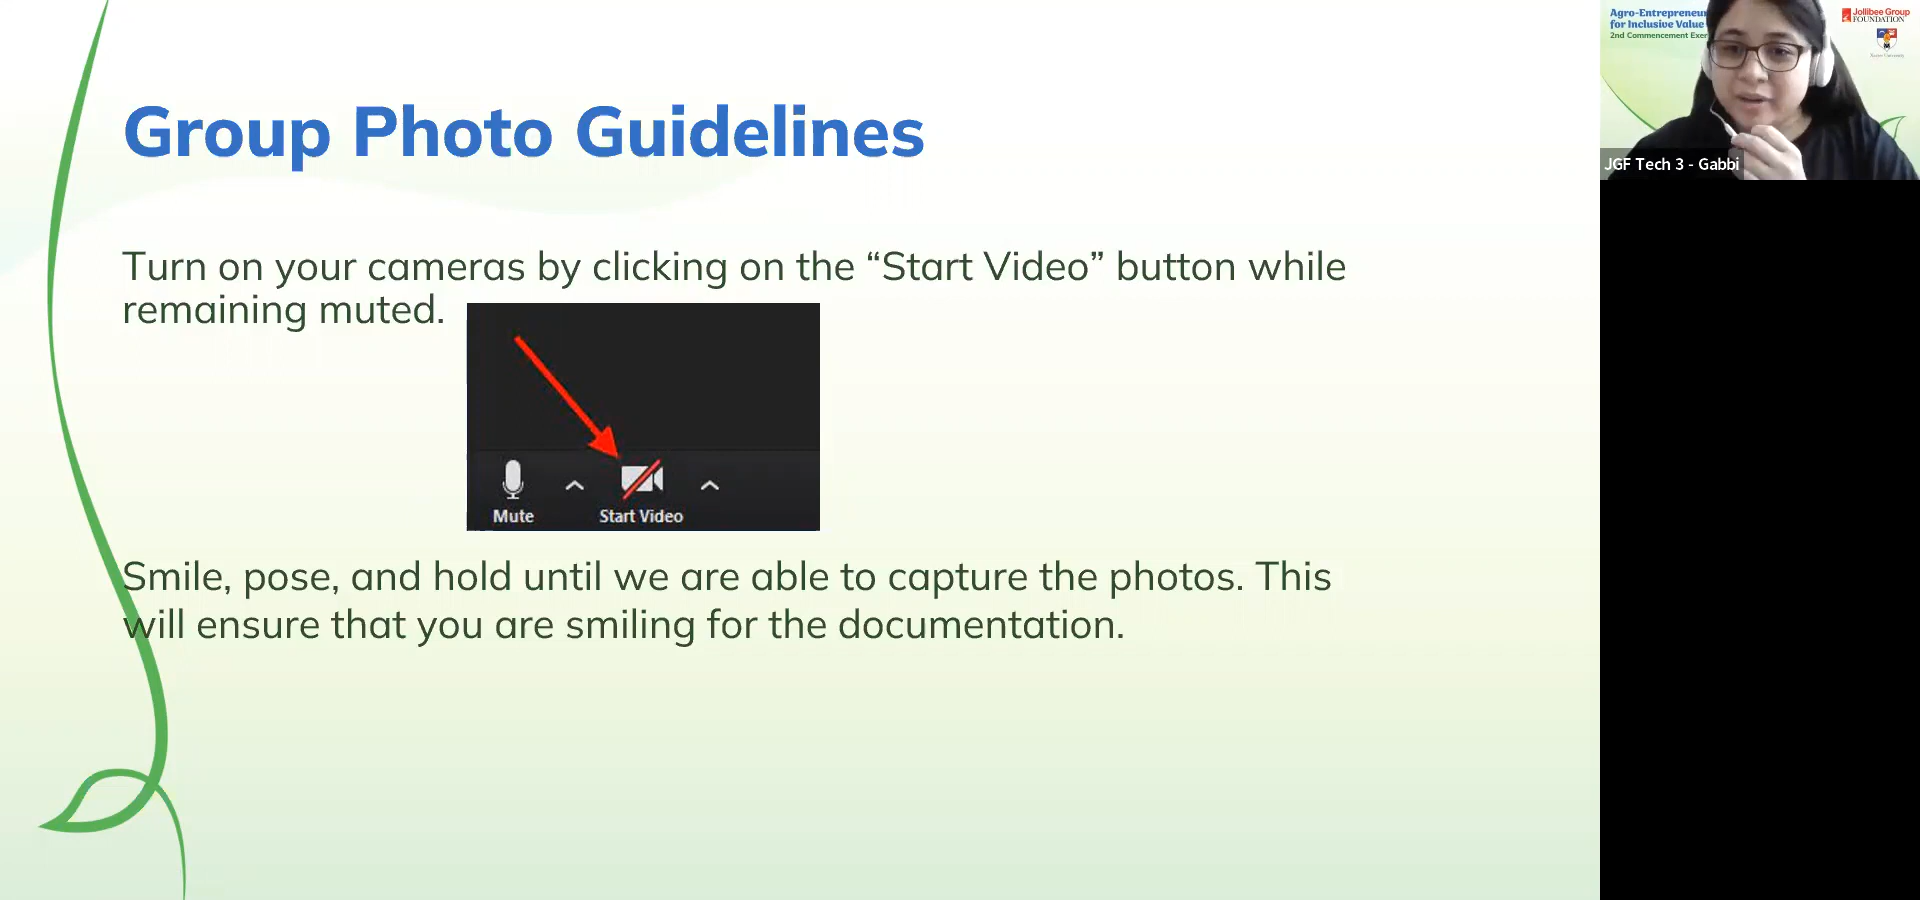 Group Photo Guidelines
Turn on your cameras by clicking on the “Start Video” button while
remaining muted.
Mute
Start Video
Smile, pose, and hold until we are able to capture the photos. This
will ensure that you are smiling for the documentation.
Agro-Entrepreneur
for Inclusive Value
2nd Commencement Exer
Jollibee Group
FOUNDATION
JGF Tech 3 - Gabbi